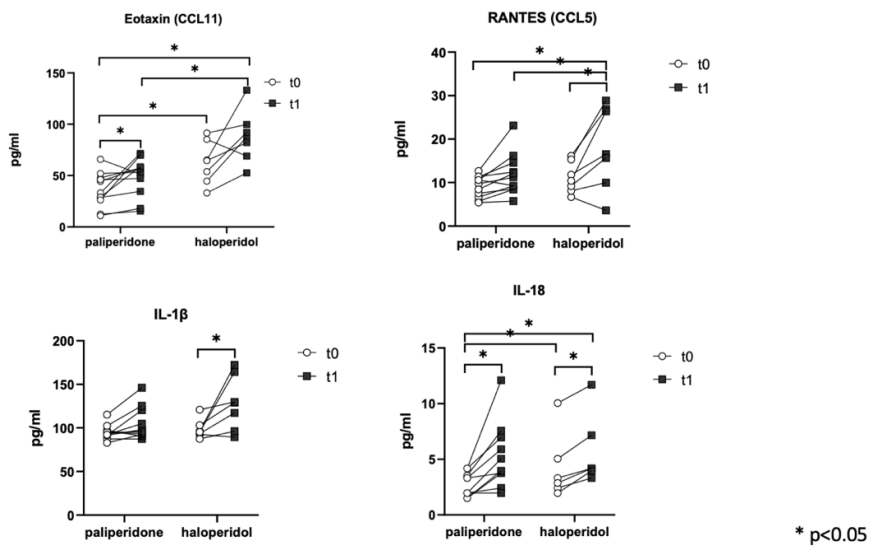 Eotaxin (CCL11)
*
*
*
*
150
100
50
0
pg/ml
paliperidone
haloperidol
t0
t1
RANTES (CCL5)
*
*
*
40
30
20
10
0
pg/ml
paliperidone
haloperidol
t0
t1
IL-1β
*
200
150
100
50
0
pg/ml
paliperidone
haloperidol
t0
t1
IL-18
*
*
*
*
15
10
5
0
pg/ml
paliperidone
haloperidol
t0
t1
* p<0.05